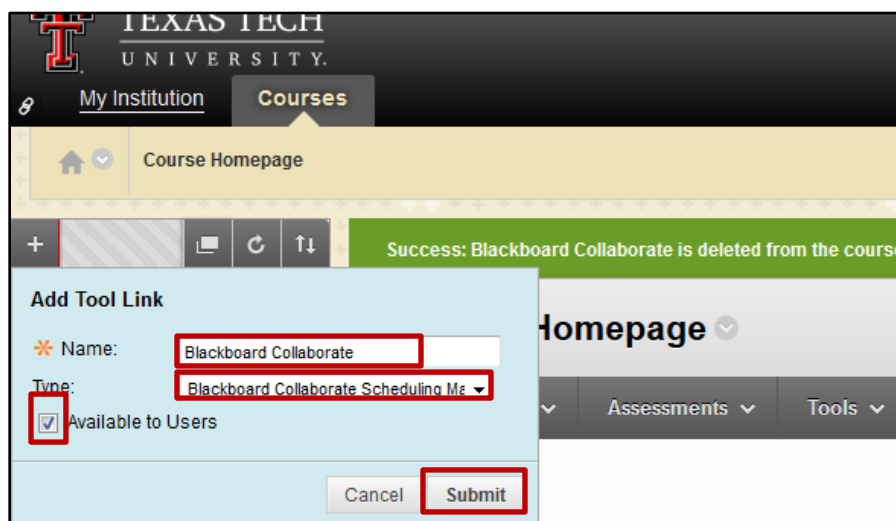 TEXAS TECH
UNIVERSITY.
My Institution
Courses
Course Homepage
Success: Blackboard Collaborate is deleted from the course
Add Tool Link
Name:
Blackboard Collaborate
Type:
Blackboard Collaborate Scheduling Ma
Available to Users
Cancel
Submit
Homepage
Assessments
Tools